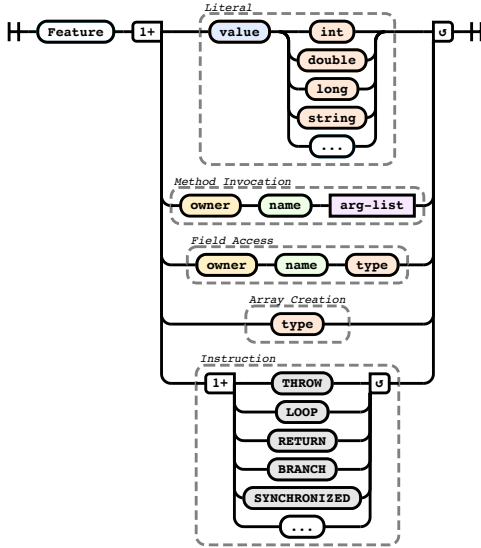 Literal
Feature 1+ value int ↺
double
long
string
...
Method Invocation
owner name arg-list
Field Access
owner name type
Array Creation
type
Instruction
1+ THROW ↺
LOOP
RETURN
BRANCH
SYNCHRONIZED
...